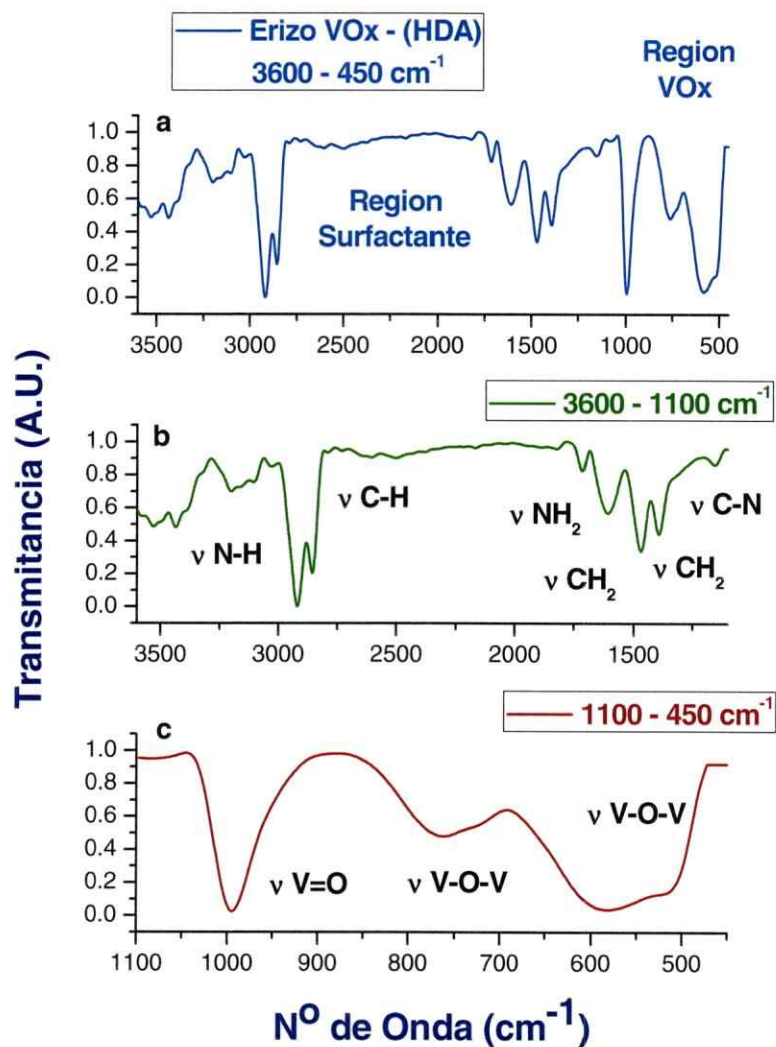 Erizo VOx - (HDA)
3600 - 450 cm⁻¹
Region
VOx
a
Region
Surfactante
1.0
0.8
0.6
0.4
0.2
0.0
3500 3000 2500 2000 1500 1000 500
3600 - 1100 cm⁻¹
b
ν C-H
ν N-H
ν NH₂
ν C-N
ν CH₂
ν CH₂
1.0
0.8
0.6
0.4
0.2
0.0
3500 3000 2500 2000 1500
1100 - 450 cm⁻¹
c
ν V-O-V
ν V=O
ν V-O-V
1.0
0.8
0.6
0.4
0.2
0.0
1100 1000 900 800 700 600 500
Transmitancia (A.U.)
Nº de Onda (cm⁻¹)